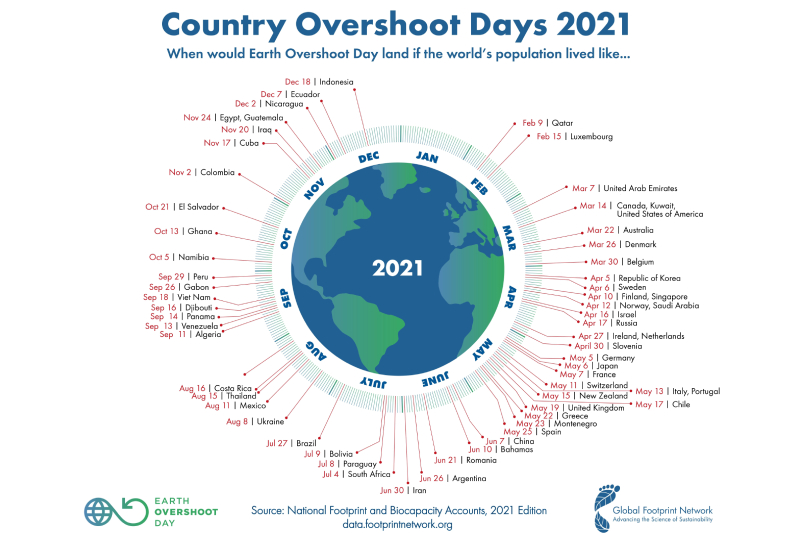 Country Overshoot Days 2021
When would Earth Overshoot Day land if the world's population lived like...
Dec 18 | Indonesia
Dec 7 | Ecuador
Dec 2 | Nicaragua
Nov 24 | Egypt, Guatemala
Nov 20 | Iraq
Nov 17 | Cuba
Nov 2 | Colombia
Oct 21 | El Salvador
Oct 13 | Ghana
Oct 5 | Namibia
Sep 29 | Peru
Sep 26 | Gabon
Sep 18 | Viet Nam
Sep 16 | Djibouti
Sep 14 | Panama
Sep 13 | Venezuela
Sep 11 | Algeria
Aug 16 | Costa Rica
Aug 15 | Thailand
Aug 11 | Mexico
Aug 8 | Ukraine
Jul 27 | Brazil
Jul 9 | Bolivia
Jul 8 | Paraguay
Jul 4 | South Africa
Jun 30 | Iran
Feb 9 | Qatar
Feb 15 | Luxembourg
Mar 7 | United Arab Emirates
Mar 14 | Canada, Kuwait,
United States of America
Mar 22 | Australia
Mar 26 | Denmark
Mar 30 | Belgium
Apr 5 | Republic of Korea
Apr 6 | Sweden
Apr 10 | Finland, Singapore
Apr 12 | Norway, Saudi Arabia
Apr 16 | Israel
Apr 17 | Russia
Apr 27 | Ireland, Netherlands
April 30 | Slovenia
May 5 | Germany
May 6 | Japan
May 7 | France
May 11 | Switzerland
May 13 | Italy, Portugal
May 15 | New Zealand
May 17 | Chile
May 19 | United Kingdom
May 22 | Greece
May 23 | Montenegro
May 25 | Spain
Jun 7 | China
Jun 10 | Bahamas
Jun 21 | Romania
Jun 26 | Argentina
JAN
FEB
MAR
APR
MAY
JUNE
JULY
AUG
SEP
OCT
NOV
DEC
2021
EARTH
OVERSHOOT
DAY
Source: National Footprint and Biocapacity Accounts, 2021 Edition
data.footprintnetwork.org
Global Footprint Network
Advancing the Science of Sustainability